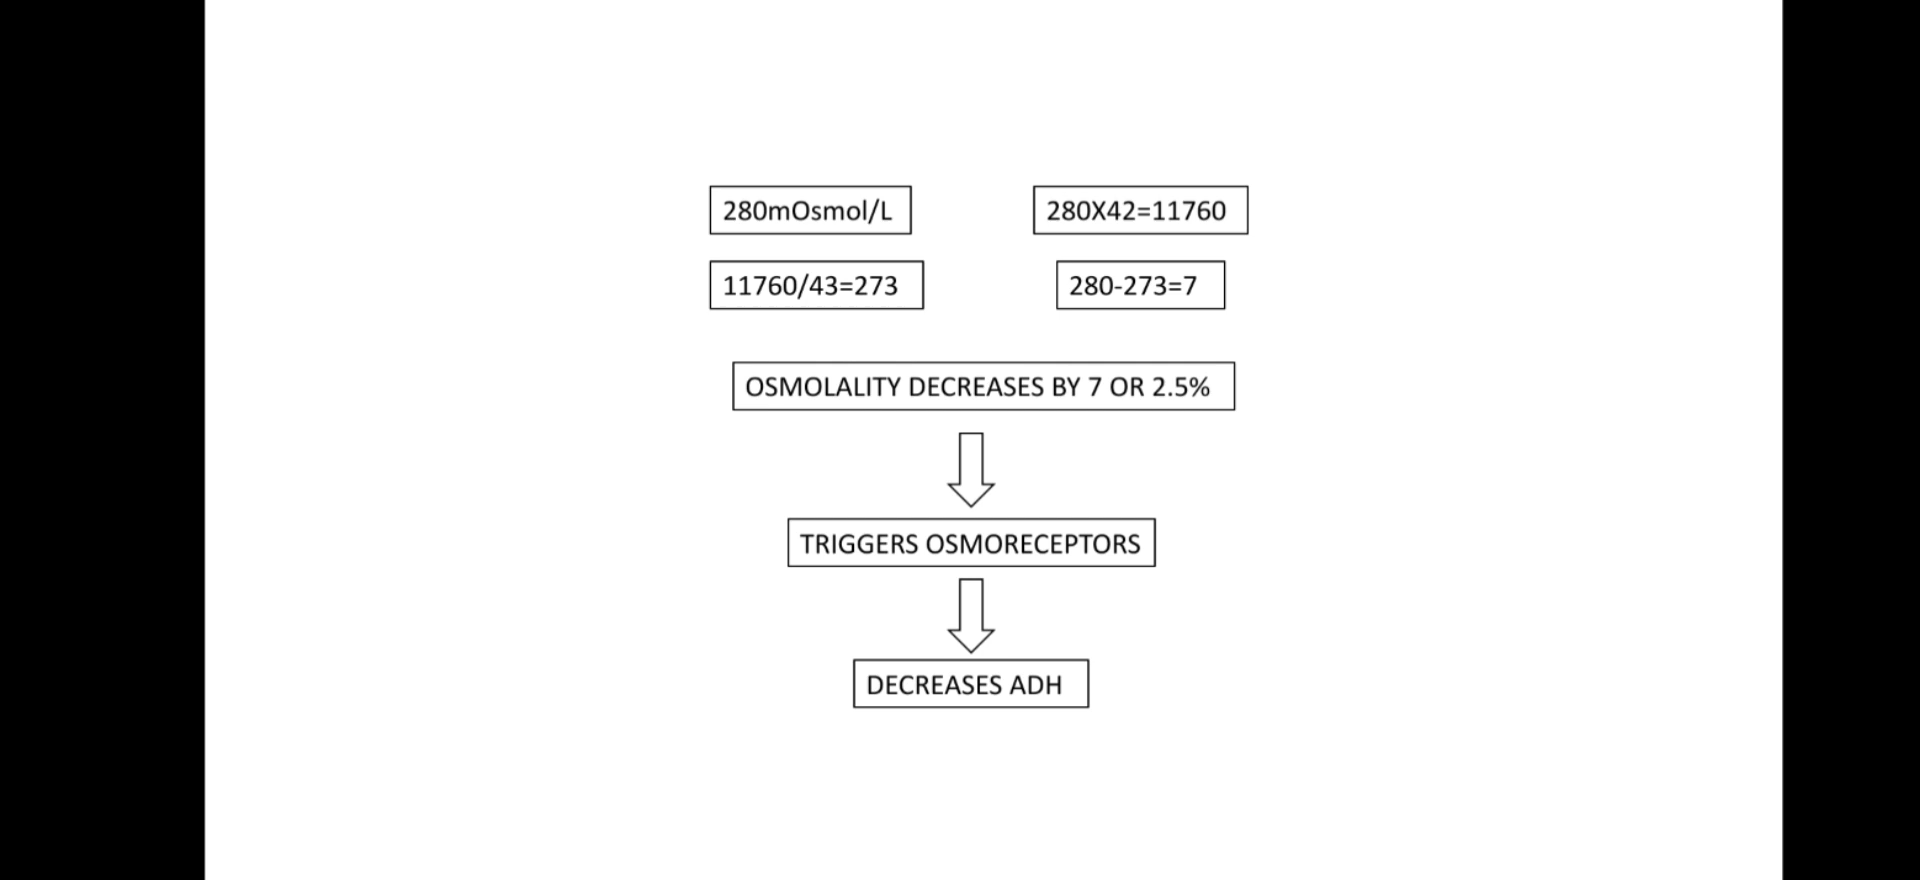 280mOsmol/L
280X42=11760
11760/43=273
280-273=7
OSMOLALITY DECREASES BY 7 OR 2.5%
TRIGGERS OSMORECEPTORS
DECREASES ADH